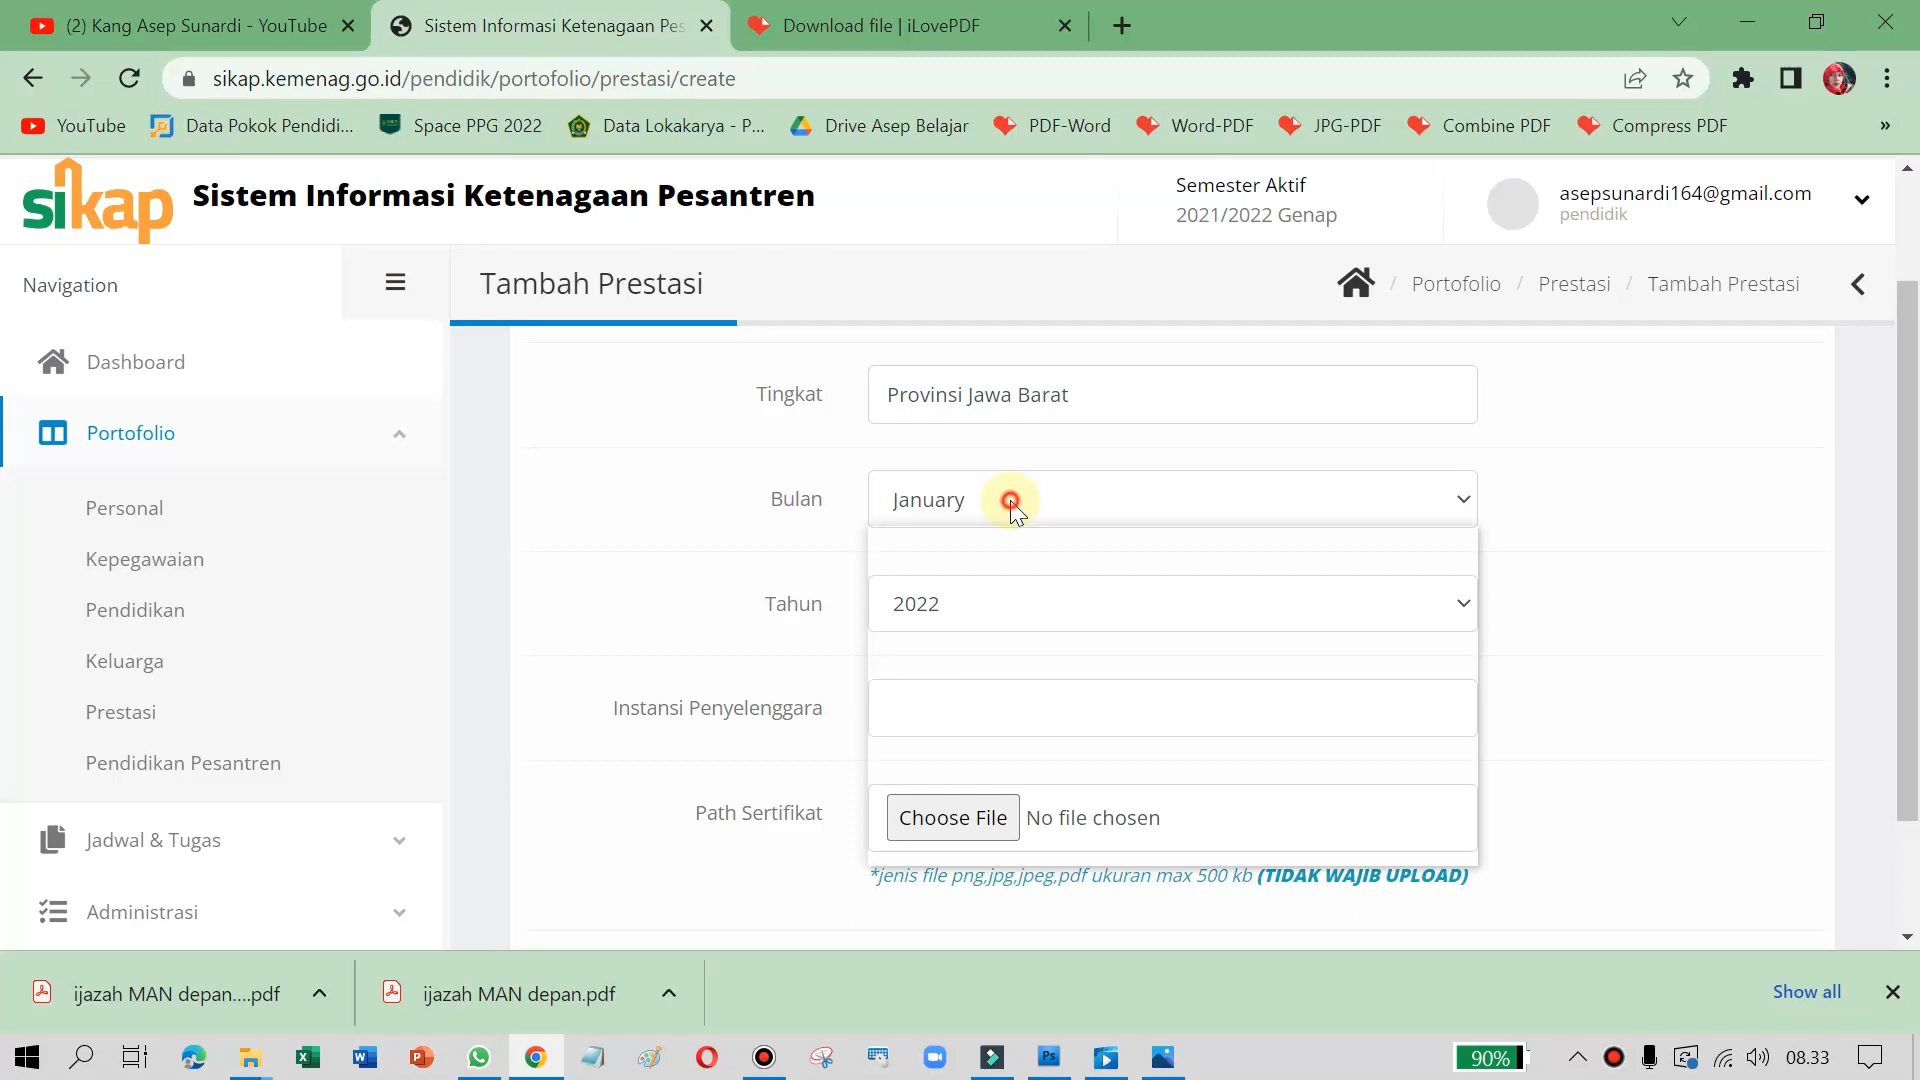 (2) Kang Asep Sunardi - YouTube
Sistem Informasi Ketenagaan Pes
Download file | iLovePDF
sikap.kemenag.go.id/pendidik/portofolio/prestasi/create
YouTube
Data Pokok Pendidi...
Space PPG 2022
Data Lokakarya - P...
Drive Asep Belajar
PDF-Word
Word-PDF
JPG-PDF
Combine PDF
Compress PDF
»
sikap
Sistem Informasi Ketenagaan Pesantren
Semester Aktif
2021/2022 Genap
asepsunardi164@gmail.com
pendidik
Navigation
Tambah Prestasi
/ Portofolio / Prestasi / Tambah Prestasi
Dashboard
Portofolio
Personal
Kepegawaian
Pendidikan
Keluarga
Prestasi
Pendidikan Pesantren
Jadwal & Tugas
Administrasi
Tingkat
Provinsi Jawa Barat
Bulan
January
Tahun
2022
Instansi Penyelenggara
Path Sertifikat
Choose File No file chosen
*jenis file png,jpg,jpeg,pdf ukuran max 500 kb (TIDAK WAJIB UPLOAD)
ijazah MAN depan....pdf
ijazah MAN depan.pdf
Show all
90%
08.33